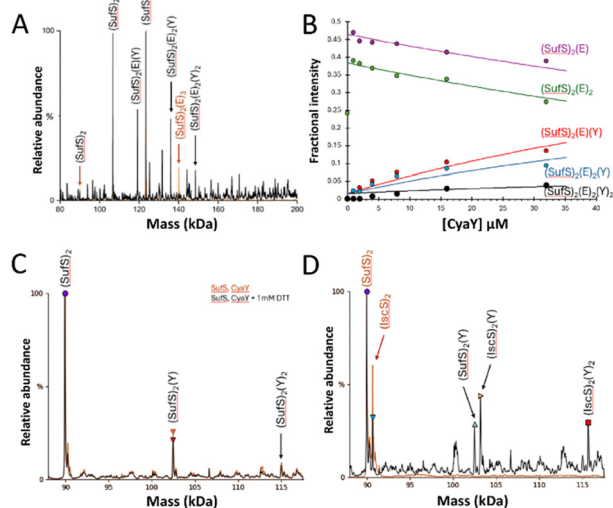 A
Relative abundance
100
%
(SufS)₂
(SufS)₂(E)(Y)
(SufS)₂(E)₂(Y)
(SufS)₂(E)₃
(SufS)₂(E)₂(Y)₂
80 100 120 140 160 180 200
Mass (kDa)
B
Fractional intensity
0.5
0.45
0.4
0.35
0.3
0.25
0.2
0.15
0.1
0.05
0
(SufS)₂(E)
(SufS)₂(E)₂
(SufS)₂(E)(Y)
(SufS)₂(E)₂(Y)
(SufS)₂(E)₂(Y)₂
0 5 10 15 20 25 30 35 40
[CyaY] μM
C
Relative abundance
100
%
(SufS)₂
SufS, CyaY
SufS, CyaY + 1mM DTT
(SufS)₂(Y)
(SufS)₂(Y)₂
90 95 100 105 110 115
Mass (kDa)
D
Relative abundance
100
%
(SufS)₂
(IscS)₂
(SufS)₂(Y)
(IscS)₂(Y)
(IscS)₂(Y)₂
90 95 100 105 110 115
Mass (kDa)